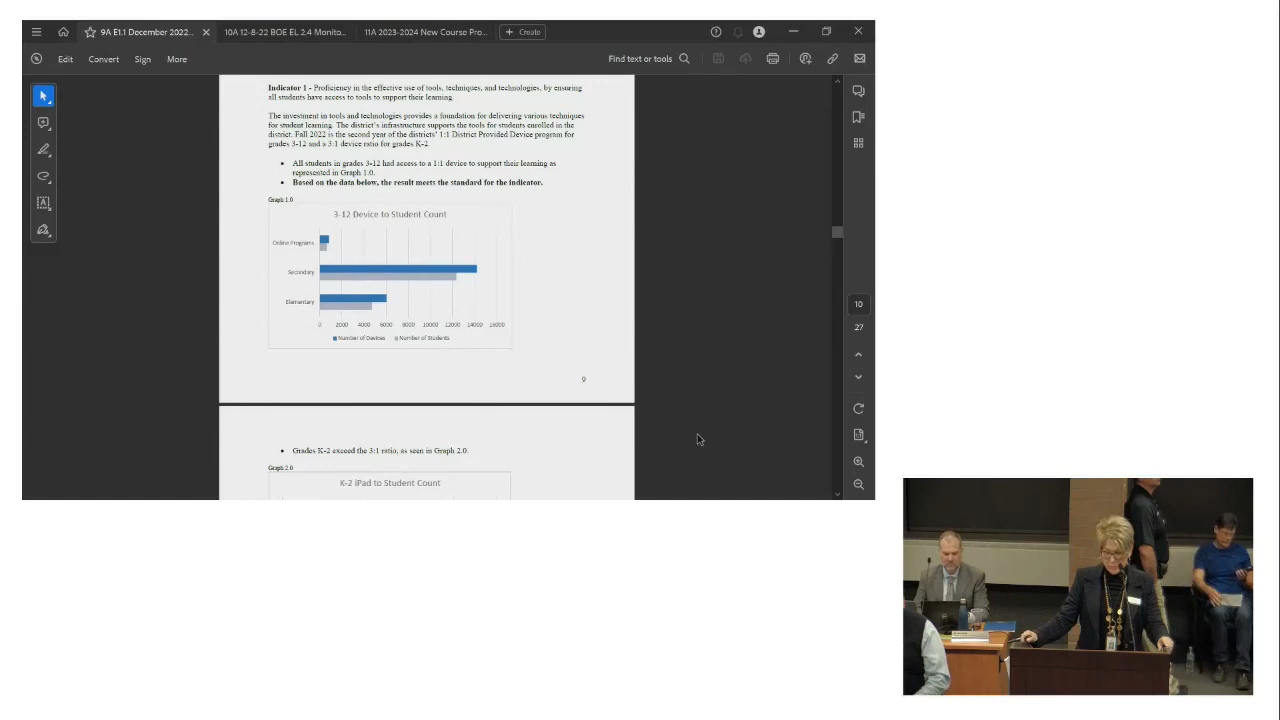 9A E1.1 December 2022...
10A 12-8-22 BOE EL 2.4 Monito...
11A 2023-2024 New Course Pro...
Create
Edit
Convert
Sign
More
Find text or tools
Indicator 1 - Proficiency in the effective use of tools, techniques, and technologies, by ensuring
all students have access to tools to support their learning.
The investment in tools and technologies provides a foundation for delivering various techniques
for student learning. The district's infrastructure supports the tools for students enrolled in the
district. Fall 2022 is the second year of the districts' 1:1 District Provided Device program for
grades 3-12 and a 3:1 device ratio for grades K-2.
• All students in grades 3-12 had access to a 1:1 device to support their learning as
represented in Graph 1.0.
• Based on the data below, the result meets the standard for the indicator.
Graph 1.0
3-12 Device to Student Count
Online Programs
Secondary
Elementary
0 2000 4000 6000 8000 10000 12000 14000 16000
Number of Devices Number of Students
9
• Grades K-2 exceed the 3:1 ratio, as seen in Graph 2.0.
Graph 2.0
K-2 iPad to Student Count
10
27